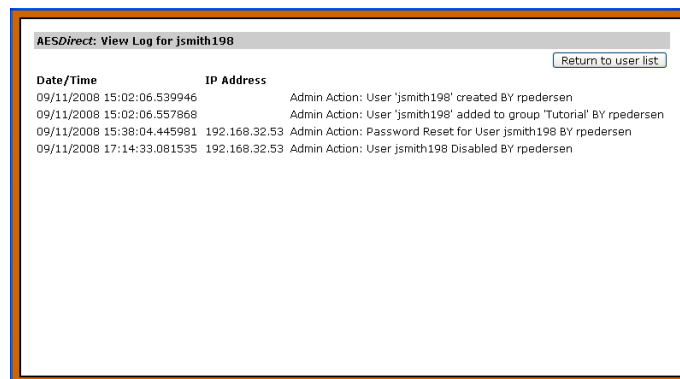 AESDirect: View Log for jsmith198
Return to user list
Date/Time IP Address
09/11/2008 15:02:06.539946 Admin Action: User 'jsmith198' created BY rpedersen
09/11/2008 15:02:06.557868 Admin Action: User 'jsmith198' added to group 'Tutorial' BY rpedersen
09/11/2008 15:38:04.445981 192.168.32.53 Admin Action: Password Reset for User jsmith198 BY rpedersen
09/11/2008 17:14:33.081535 192.168.32.53 Admin Action: User jsmith198 Disabled BY rpedersen